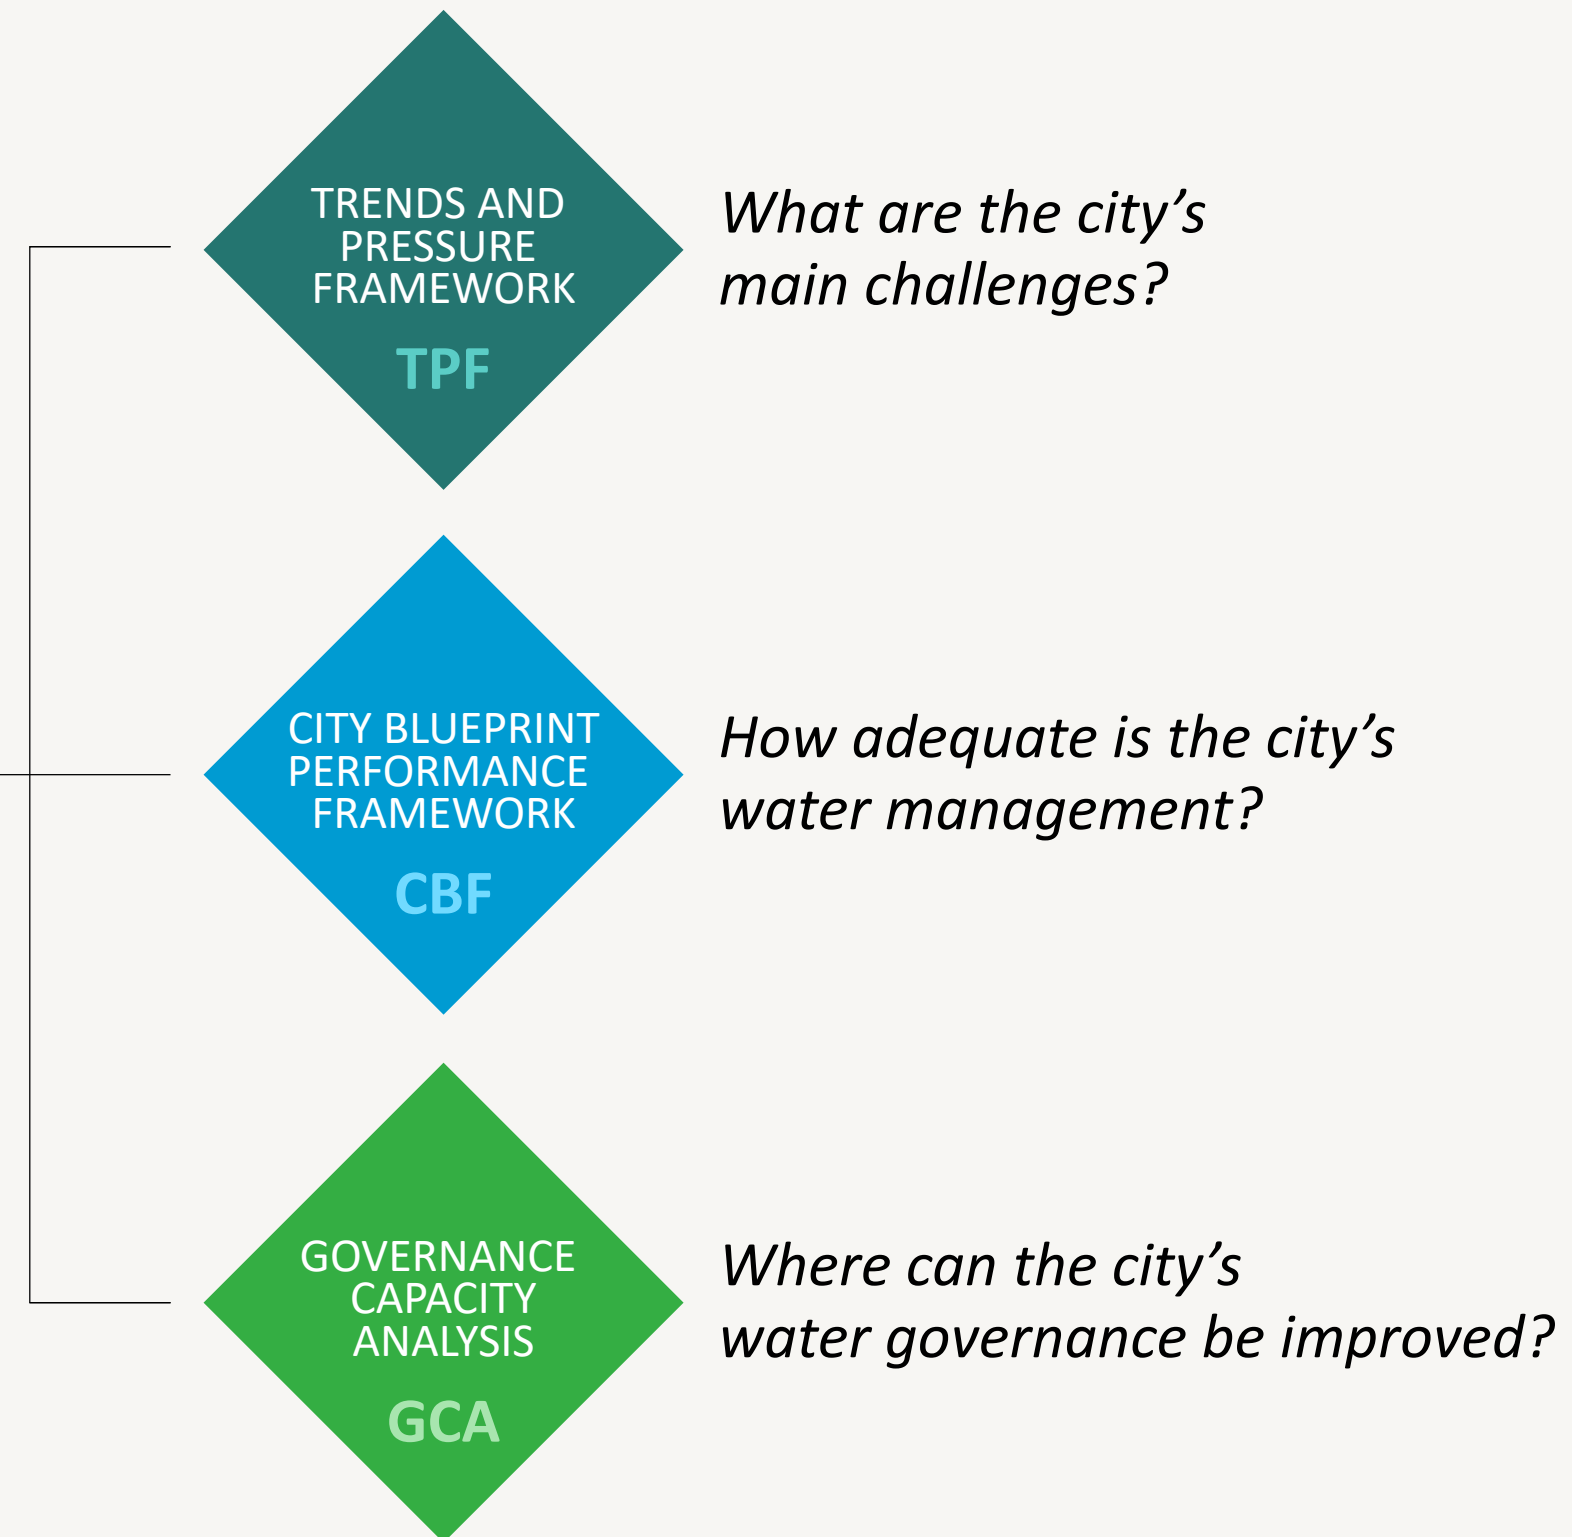 TRENDS AND
PRESSURE
FRAMEWORK
TPF
What are the city’s
main challenges?
CITY BLUEPRINT
PERFORMANCE
FRAMEWORK
CBF
How adequate is the city’s
water management?
GOVERNANCE
CAPACITY
ANALYSIS
GCA
Where can the city’s
water governance be improved?